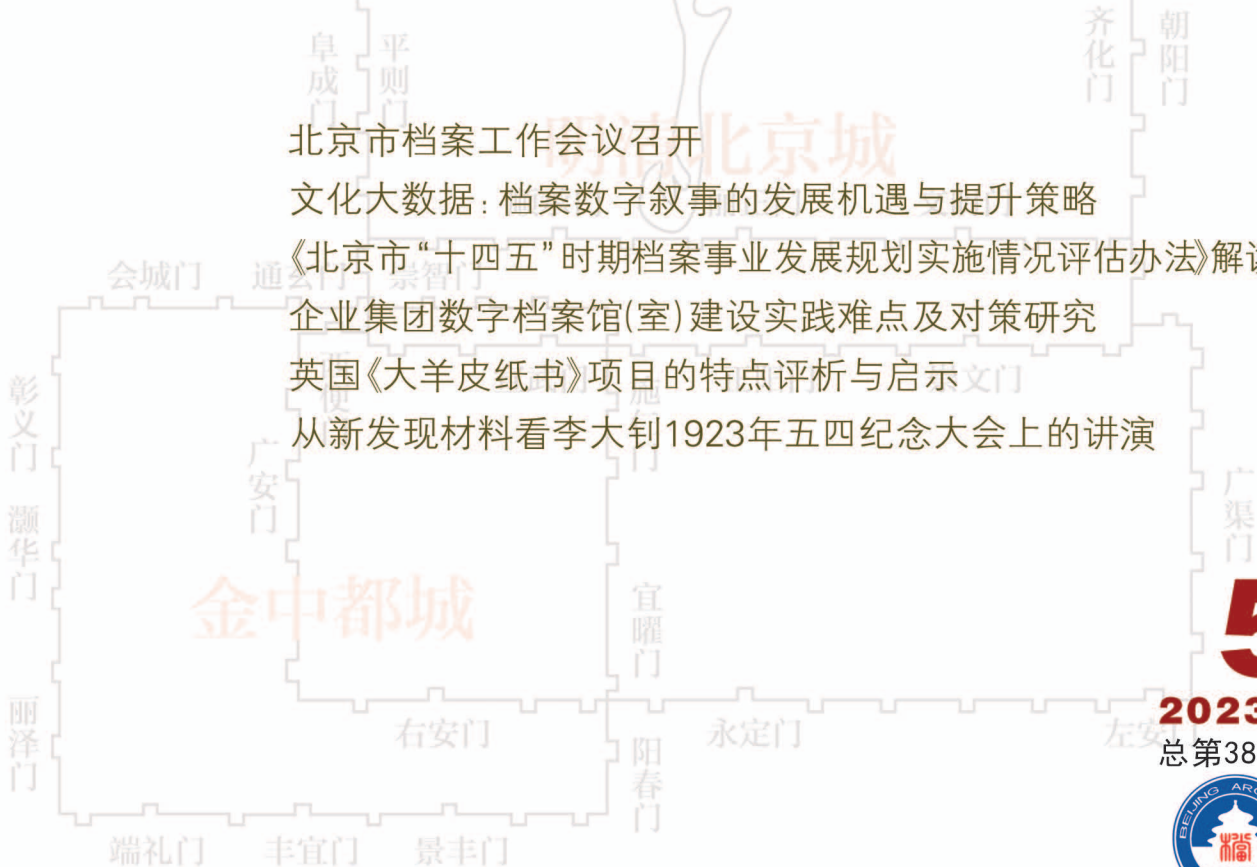 阜成门
平则门
齐化门
朝阳门
明清北京城
北京市档案工作会议召开
文化大数据：档案数字叙事的发展机遇与提升策略
《北京市“十四五”时期档案事业发展规划实施情况评估办法》解
会城门
通玄门
崇智门
企业集团数字档案馆(室)建设实践难点及对策研究
英国《大羊皮纸书》项目的特点评析与启示
从新发现材料看李大钊1923年五四纪念大会上的讲演
彰义门
灏华门
丽泽门
广安门
金中都城
宜曜门
阳春门
广渠门
右安门
永定门
左安门
端礼门
丰宜门
景丰门
5
2023
总第38
BEIJING ARC
檔